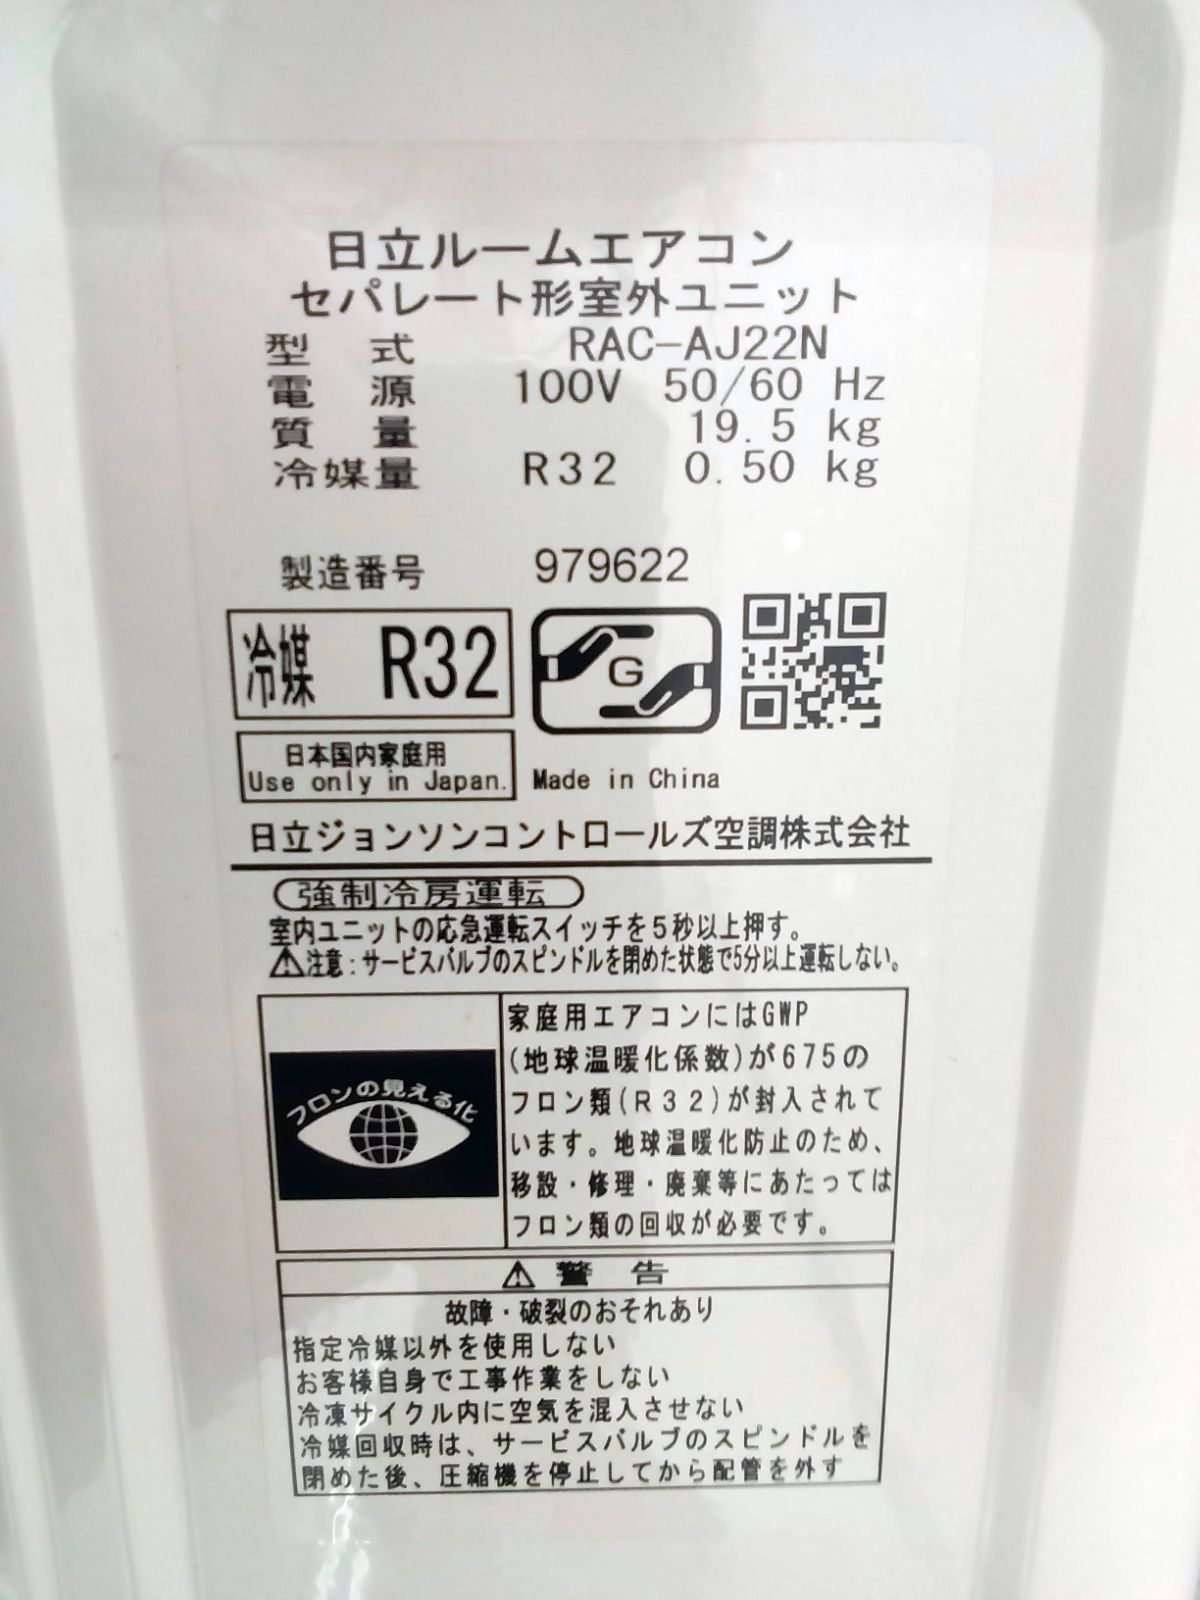 日立ルームエアコン
セパレート形室外ユニット
型 式 RAC-AJ22N
電 源 100V 50/60 Hz
質 量 19.5 kg
冷媒量 R32 0.50 kg
製造番号 979622
冷媒 R32
G
日本国内家庭用
Use only in Japan.
Made in China
日立ジョンソンコントロールズ空調株式会社
強制冷房運転
室内ユニットの応急運転スイッチを5秒以上押す。
⚠注意:サービスバルブのスピンドルを閉めた状態で5分以上運転しない。
フロンの見える化
家庭用エアコンにはGWP
(地球温暖化係数)が675の
フロン類(R32)が封入されて
います。地球温暖化防止のため、
移設・修理・廃棄等にあたっては
フロン類の回収が必要です。
⚠ 警 告
故障・破裂のおそれあり
指定冷媒以外を使用しない
お客様自身で工事作業をしない
冷凍サイクル内に空気を混入させない
冷媒回収時は、サービスバルブのスピンドルを
閉めた後、圧縮機を停止してから配管を外す